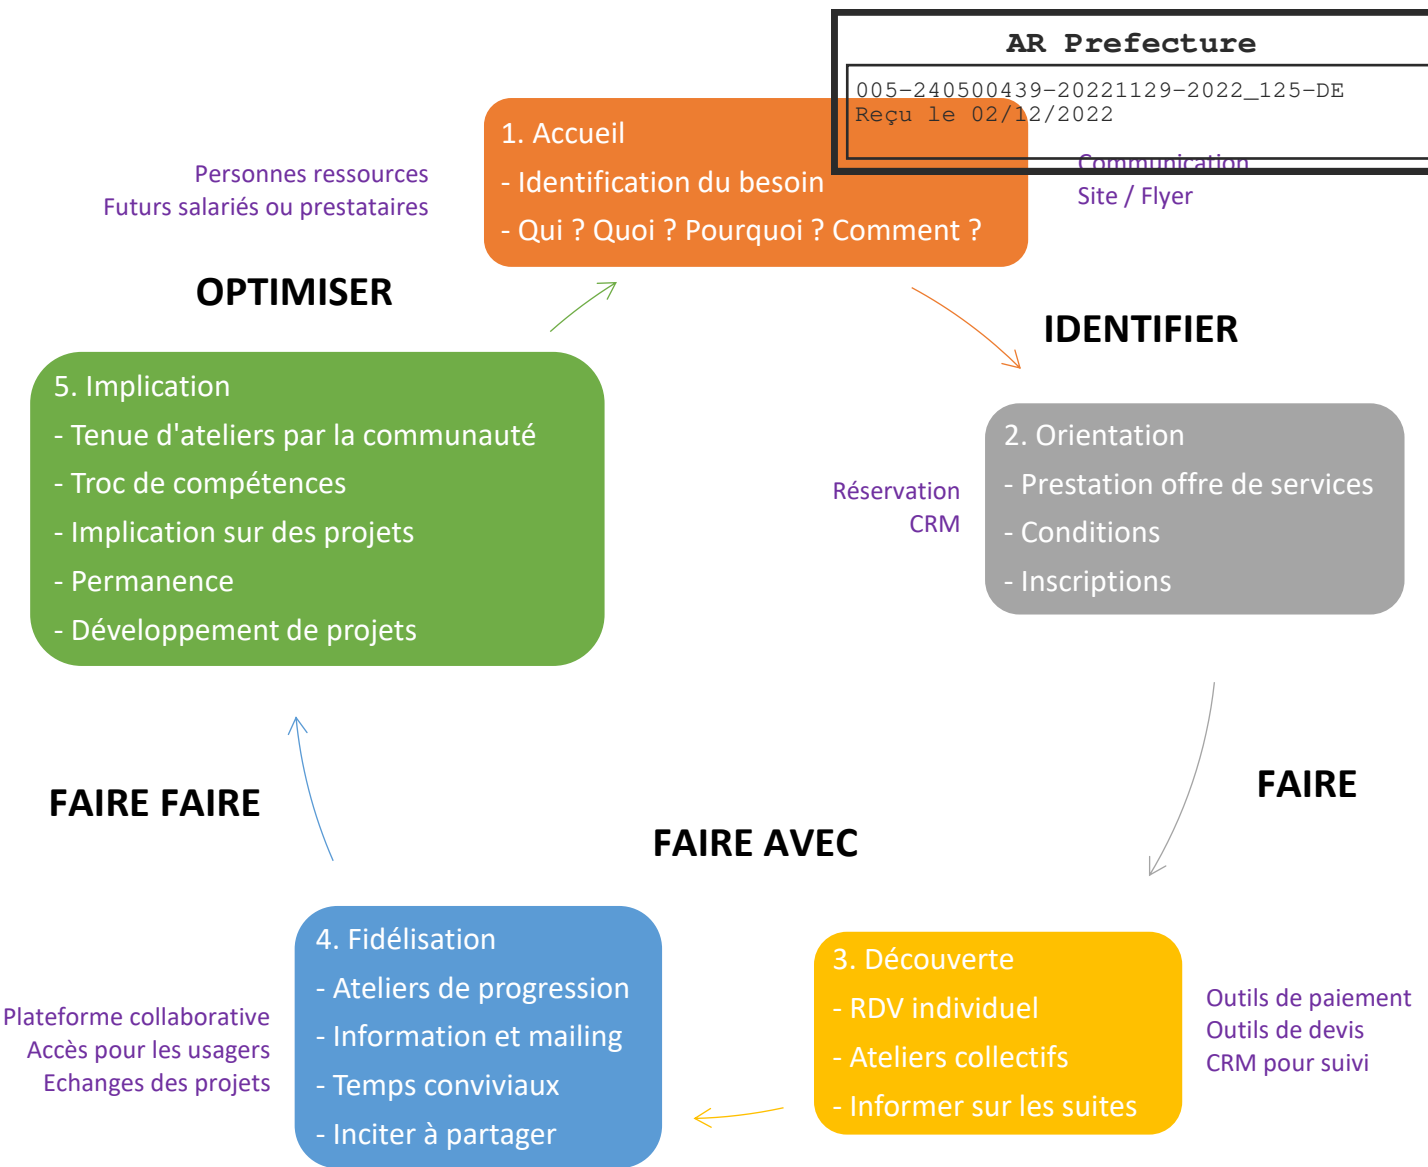 AR Prefecture
005-240500439-20221129-2022_125-DE
Reçu le 02/12/2022
1. Accueil
- Identification du besoin
- Qui ? Quoi ? Pourquoi ? Comment ?
Personnes ressources
Futurs salariés ou prestataires
Communication
Site / Flyer
OPTIMISER
IDENTIFIER
5. Implication
- Tenue d'ateliers par la communauté
- Troc de compétences
- Implication sur des projets
- Permanence
- Développement de projets
Réservation
CRM
2. Orientation
- Prestation offre de services
- Conditions
- Inscriptions
FAIRE FAIRE
FAIRE AVEC
FAIRE
Plateforme collaborative
Accès pour les usagers
Echanges des projets
4. Fidélisation
- Ateliers de progression
- Information et mailing
- Temps conviviaux
- Inciter à partager
3. Découverte
- RDV individuel
- Ateliers collectifs
- Informer sur les suites
Outils de paiement
Outils de devis
CRM pour suivi